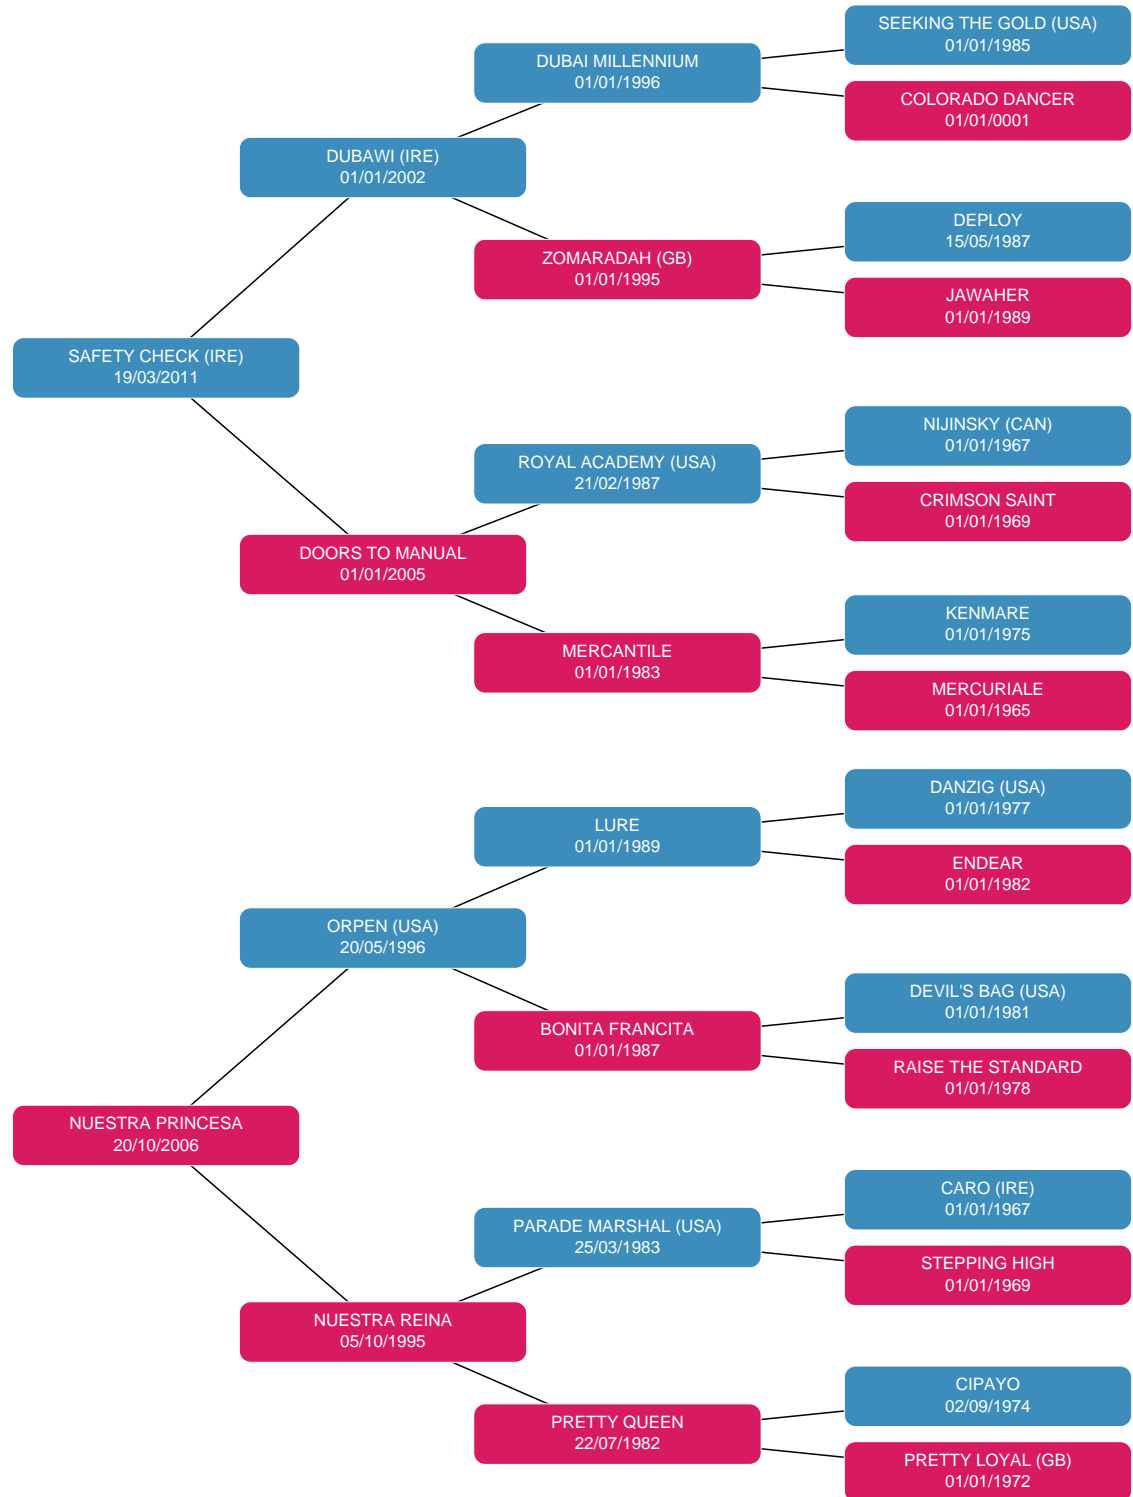 SEEKING THE GOLD (USA)
01/01/1985
DUBAI MILLENNIUM
01/01/1996
COLORADO DANCER
01/01/0001
DUBAWI (IRE)
01/01/2002
DEPLOY
15/05/1987
ZOMARADAH (GB)
01/01/1995
JAWAHER
01/01/1989
SAFETY CHECK (IRE)
19/03/2011
NIJINSKY (CAN)
01/01/1967
ROYAL ACADEMY (USA)
21/02/1987
CRIMSON SAINT
01/01/1969
DOORS TO MANUAL
01/01/2005
KENMARE
01/01/1975
MERCANTILE
01/01/1983
MERCURIALE
01/01/1965
DANZIG (USA)
01/01/1977
LURE
01/01/1989
ENDEAR
01/01/1982
ORPEN (USA)
20/05/1996
DEVIL'S BAG (USA)
01/01/1981
BONITA FRANCITA
01/01/1987
RAISE THE STANDARD
01/01/1978
NUESTRA PRINCESA
20/10/2006
CARO (IRE)
01/01/1967
PARADE MARSHAL (USA)
25/03/1983
STEPPING HIGH
01/01/1969
NUESTRA REINA
05/10/1995
CIPAYO
02/09/1974
PRETTY QUEEN
22/07/1982
PRETTY LOYAL (GB)
01/01/1972